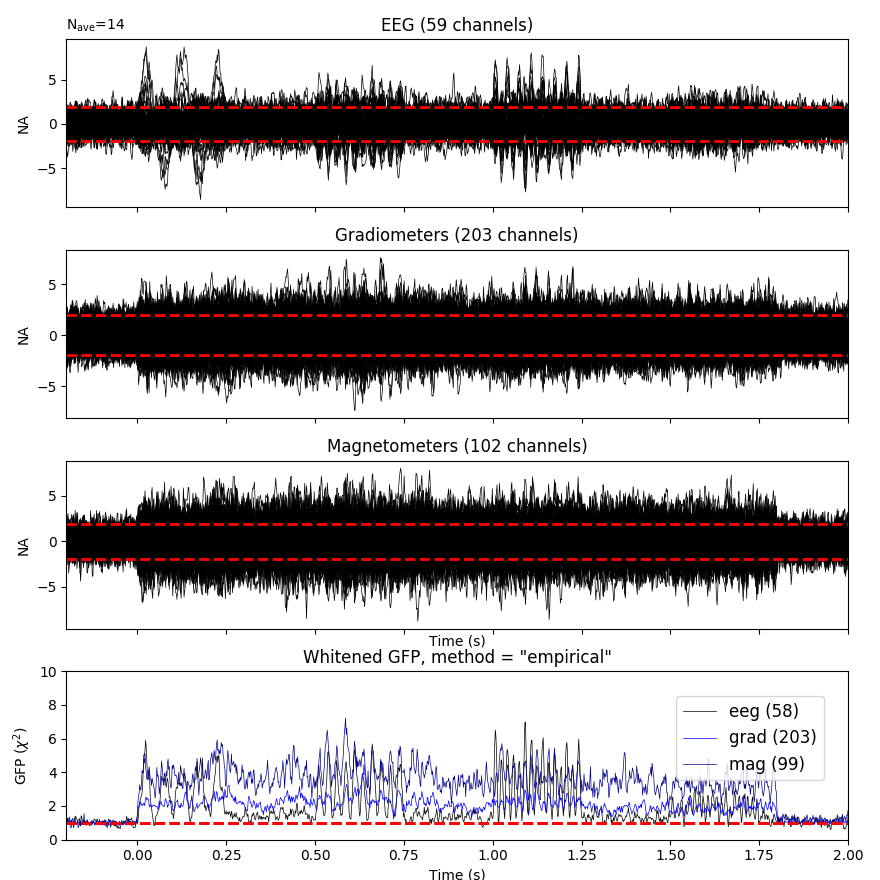 N_ave=14
EEG (59 channels)
5
0
−5
NA
Gradiometers (203 channels)
5
0
−5
NA
Magnetometers (102 channels)
5
0
−5
NA
Time (s)
Whitened GFP, method = "empirical"
10
8
6
4
2
0
GFP (χ²)
eeg (58)
grad (203)
mag (99)
0.00 0.25 0.50 0.75 1.00 1.25 1.50 1.75 2.00
Time (s)